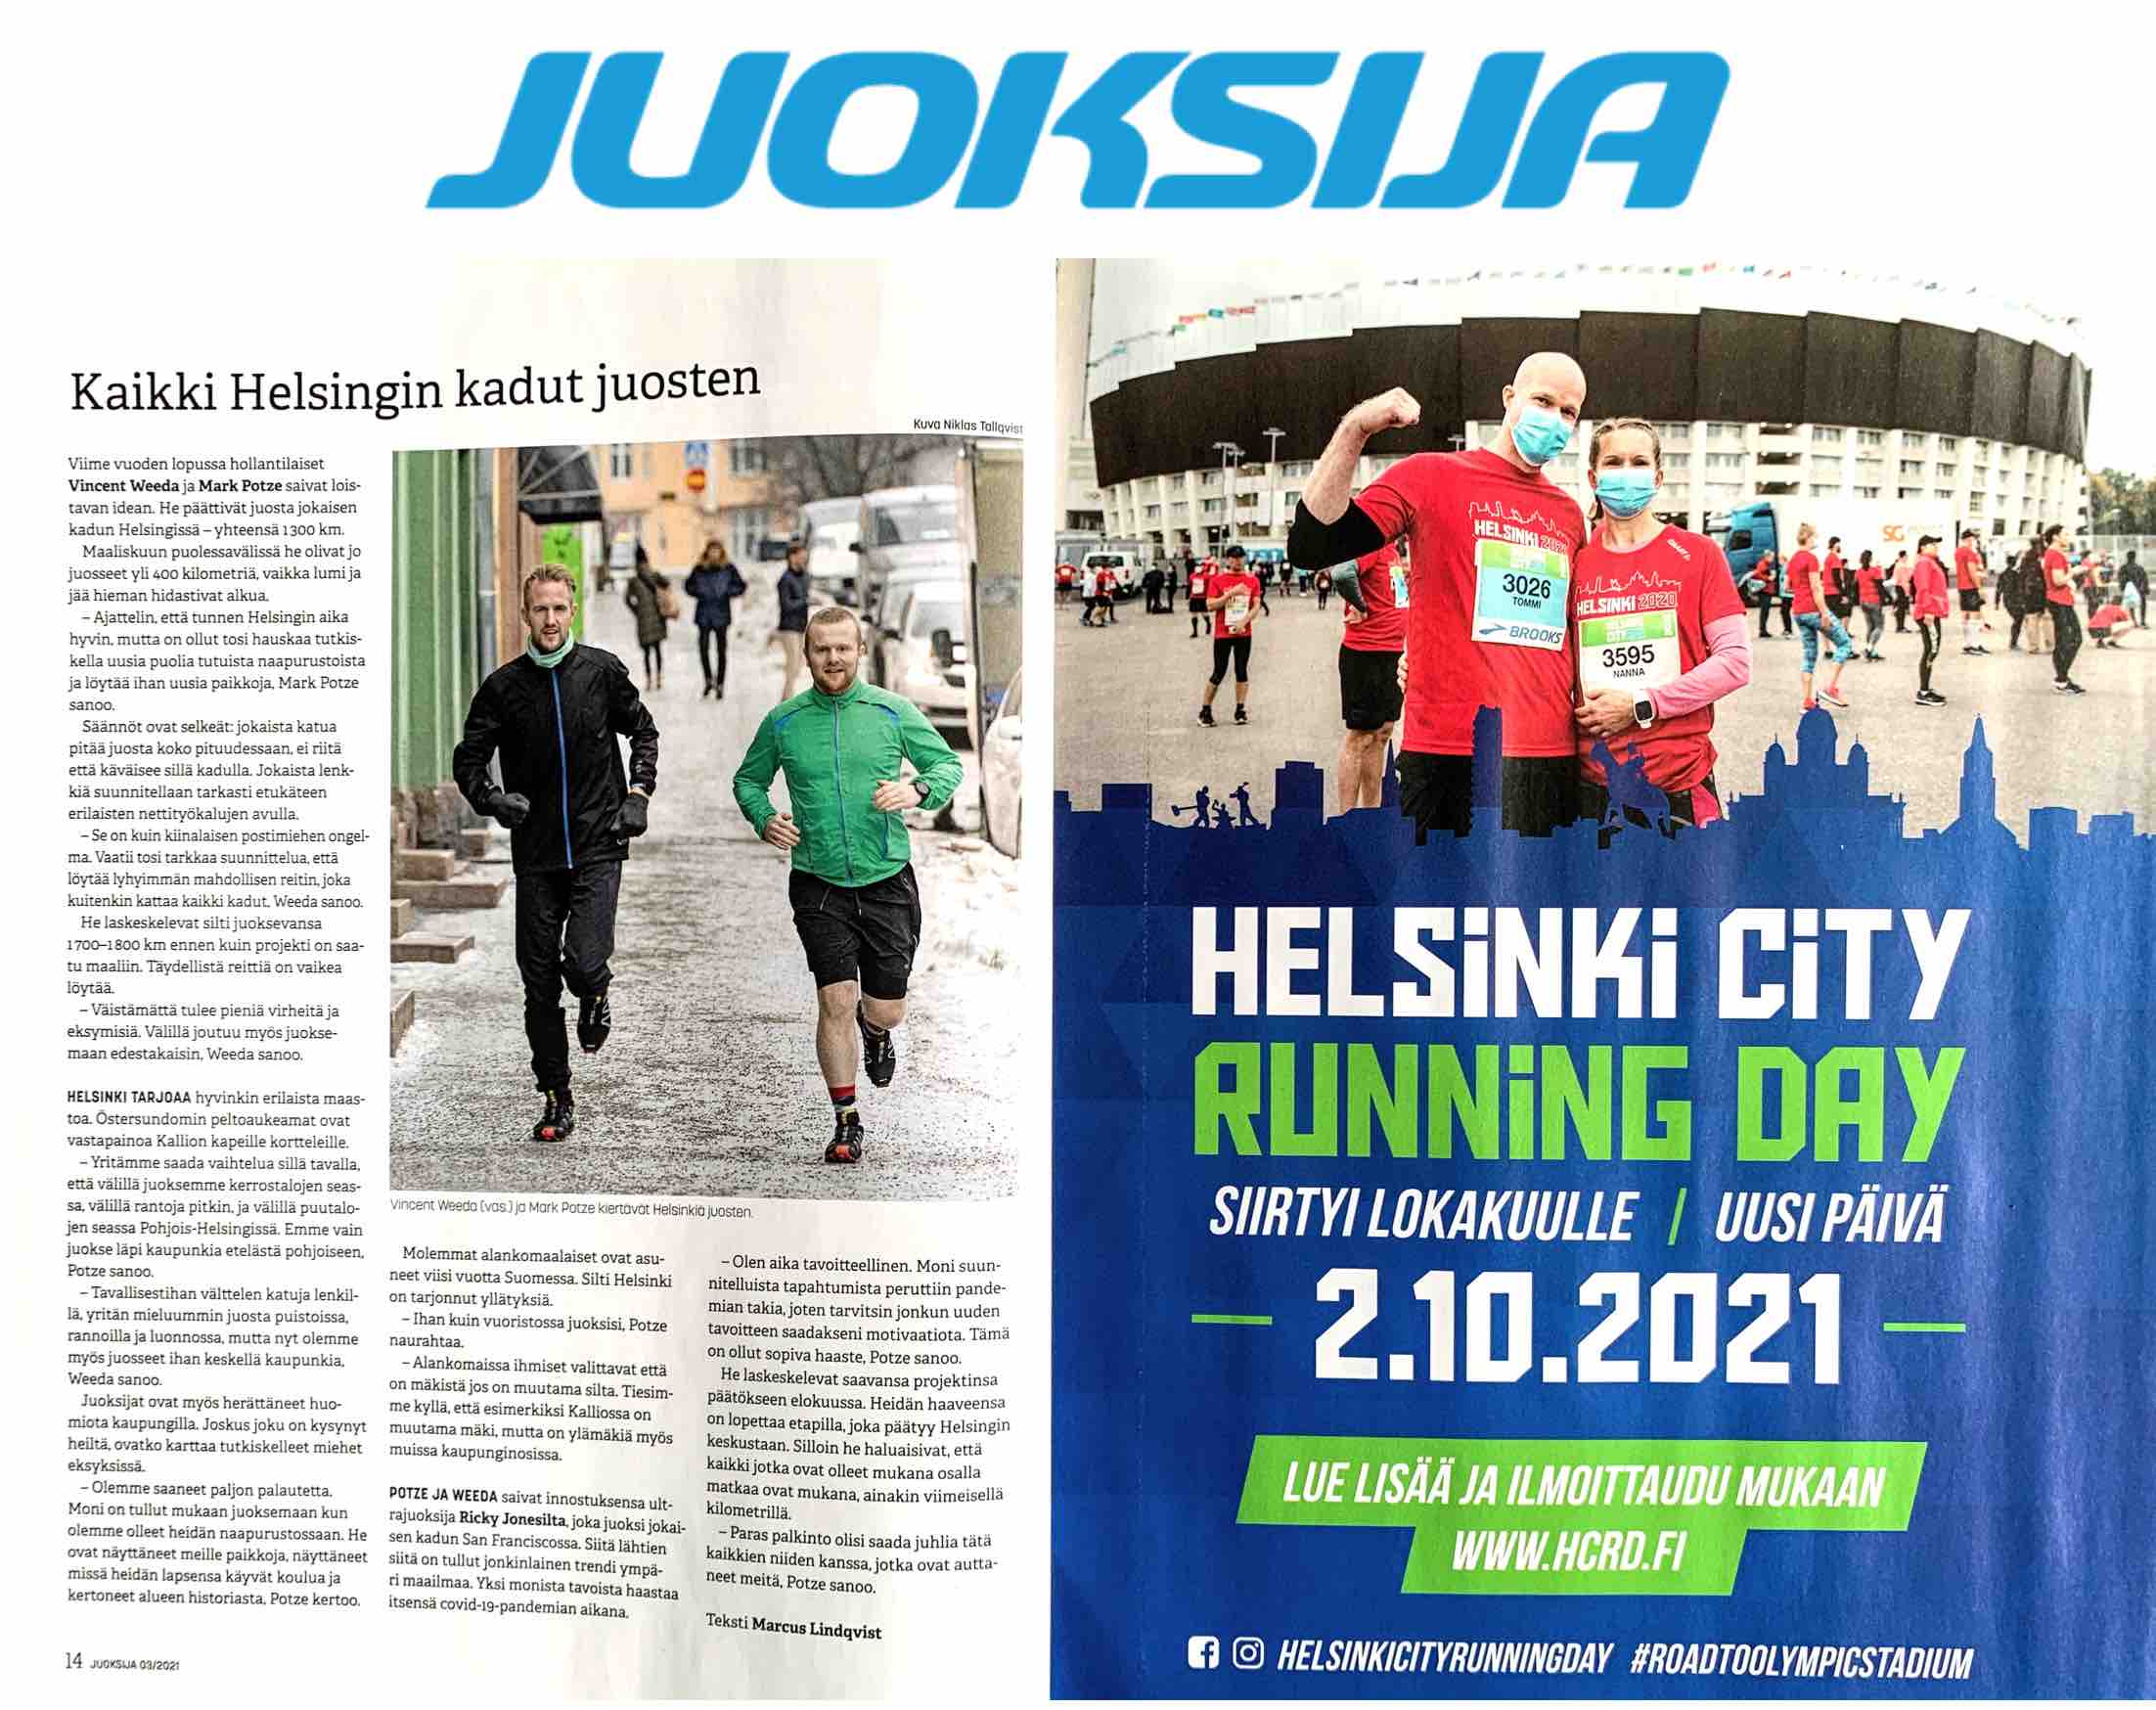 JUOKSIJA
Kaikki Helsingin kadut juosten
Kuva Niklas Tallqvist
Viime vuoden lopussa hollantilaiset
Vincent Weeda ja Mark Potze saivat lois-
tavan idean. He päättivät juosta jokaisen
kadun Helsingissä – yhteensä 1300 km.
Maaliskuun puolessavälissä he olivat jo
juosseet yli 400 kilometriä, vaikka lumi ja
jää hieman hidastivat alkua.
– Ajattelin, että tunnen Helsingin aika
hyvin, mutta on ollut tosi hauskaa tutkis-
kella uusia puolia tutuista naapurustoista
ja löytää ihan uusia paikkoja, Mark Potze
sanoo.
Säännöt ovat selkeät: jokaista katua
pitää juosta koko pituudessaan, ei riitä
että käväisee sillä kadulla. Jokaista lenk-
kiä suunnitellaan tarkasti etukäteen
erilaisten nettityökalujen avulla.
– Se on kuin kiinalaisen postimiehen ongel-
ma. Vaatii tosi tarkkaa suunnittelua, että
löytää lyhyimmän mahdollisen reitin, joka
kuitenkin kattaa kaikki kadut, Weeda sanoo.
He laskeskelevat silti juoksevansa
1700–1800 km ennen kuin projekti on saa-
tu maaliin. Täydellistä reittiä on vaikea
löytää.
– Väistämättä tulee pieniä virheitä ja
eksymisiä. Välillä joutuu myös juokse-
maan edestakaisin, Weeda sanoo.
HELSINKI TARJOAA hyvinkin erilaista maas-
toa. Östersundomin peltoaukeamat ovat
vastapainoa Kallion kapeille kortteleille.
– Yritämme saada vaihtelua sillä tavalla,
että välillä juoksemme kerrostalojen seas-
sa, välillä rantoja pitkin, ja välillä puutalo-
jen seassa Pohjois-Helsingissä. Emme vain
juokse läpi kaupunkia etelästä pohjoiseen,
Potze sanoo.
– Tavallisestihan välttelen katuja lenkil-
lä, yritän mieluummin juosta puistoissa,
rannoilla ja luonnossa, mutta nyt olemme
myös juosseet ihan keskellä kaupunkia,
Weeda sanoo.
Juoksijat ovat myös herättäneet huo-
miota kaupungilla. Joskus joku on kysynyt
heiltä, ovatko karttaa tutkiskelleet miehet
eksyksissä.
– Olemme saaneet paljon palautetta.
Moni on tullut mukaan juoksemaan kun
olemme olleet heidän naapurustossaan. He
ovat näyttäneet meille paikkoja, näyttäneet
missä heidän lapsensa käyvät koulua ja
kertoneet alueen historiasta, Potze kertoo.
Vincent Weeda (vas.) ja Mark Potze kiertävät Helsinkiä juosten.
Molemmat alankomaalaiset ovat asu-
neet viisi vuotta Suomessa. Silti Helsinki
on tarjonnut yllätyksiä.
– Ihan kuin vuoristossa juoksisi, Potze
naurahtaa.
– Alankomaissa ihmiset valittavat että
on mäkistä jos on muutama silta. Tiesim-
me kyllä, että esimerkiksi Kalliossa on
muutama mäki, mutta on ylämäkiä myös
muissa kaupunginosissa.
POTZE JA WEEDA saivat innostuksensa ult-
rajuoksija Ricky Jonesilta, joka juoksi jokai-
sen kadun San Franciscossa. Siitä lähtien
siitä on tullut jonkinlainen trendi ympä-
ri maailmaa. Yksi monista tavoista haastaa
itsensä covid-19-pandemian aikana.
– Olen aika tavoitteellinen. Moni suun-
nitelluista tapahtumista peruttiin pande-
mian takia, joten tarvitsin jonkun uuden
tavoitteen saadakseni motivaatiota. Tämä
on ollut sopiva haaste, Potze sanoo.
He laskeskelevat saavansa projektinsa
päätökseen elokuussa. Heidän haaveensa
on lopettaa etapilla, joka päätyy Helsingin
keskustaan. Silloin he haluaisivat, että
kaikki jotka ovat olleet mukana osalla
matkaa ovat mukana, ainakin viimeisellä
kilometrillä.
– Paras palkinto olisi saada juhlia tätä
kaikkien niiden kanssa, jotka ovat autta-
neet meitä, Potze sanoo.
Teksti Marcus Lindqvist
14 JUOKSIJA 03/2021
HELSINKI 2020
3026
TOMMI
BROOKS
HELSINKI 2020
3595
NANNA
SG
HELSINKI CITY
RUNNING DAY
SIIRTYI LOKAKUULLE / UUSI PÄIVÄ
2.10.2021
LUE LISÄÄ JA ILMOITTAUDU MUKAAN
WWW.HCRD.FI
HELSINKICITYRUNNINGDAY #ROADTOOLYMPICSTADIUM